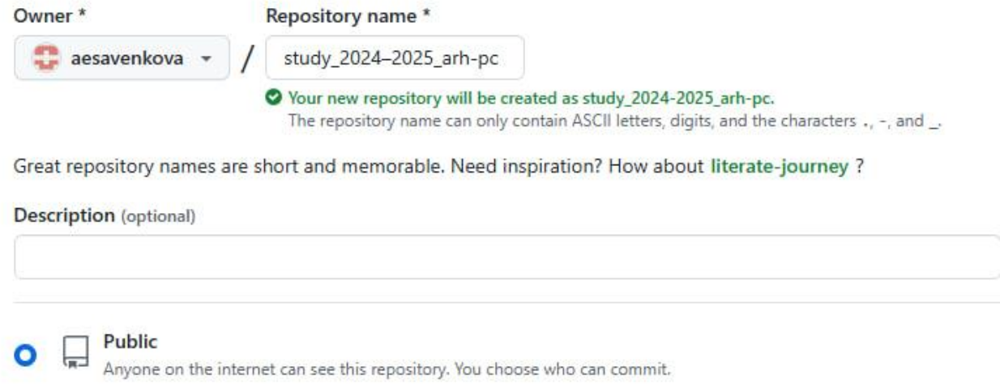 Owner * Repository name *
aesavenkova / study_2024–2025_arh-pc
Your new repository will be created as study_2024-2025_arh-pc.
The repository name can only contain ASCII letters, digits, and the characters ., -, and _.
Great repository names are short and memorable. Need inspiration? How about literate-journey ?
Description (optional)
Public
Anyone on the internet can see this repository. You choose who can commit.